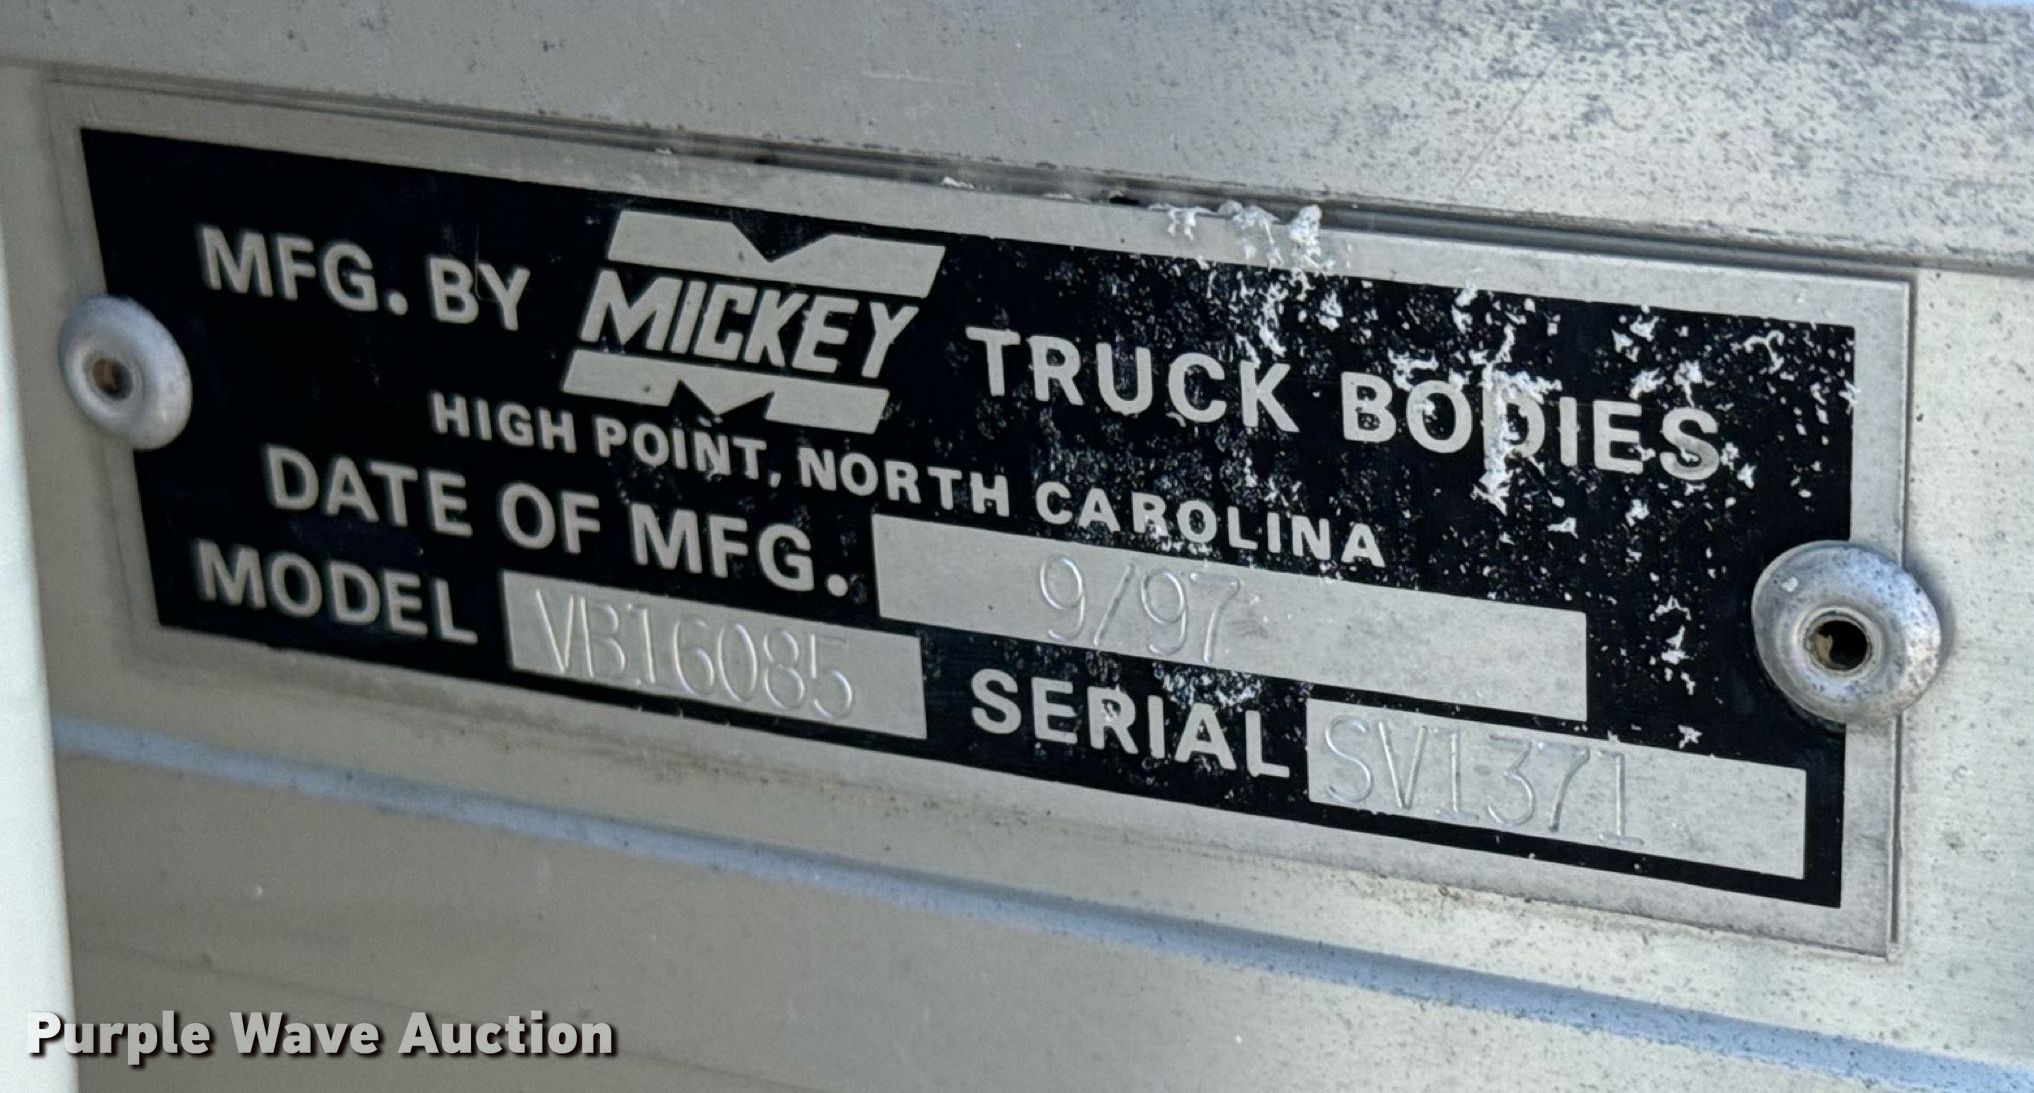 MFG. BY MICKEY TRUCK BODIES
HIGH POINT, NORTH CAROLINA
DATE OF MFG. 9/97
MODEL VB16085 SERIAL SV1371
Purple Wave Auction